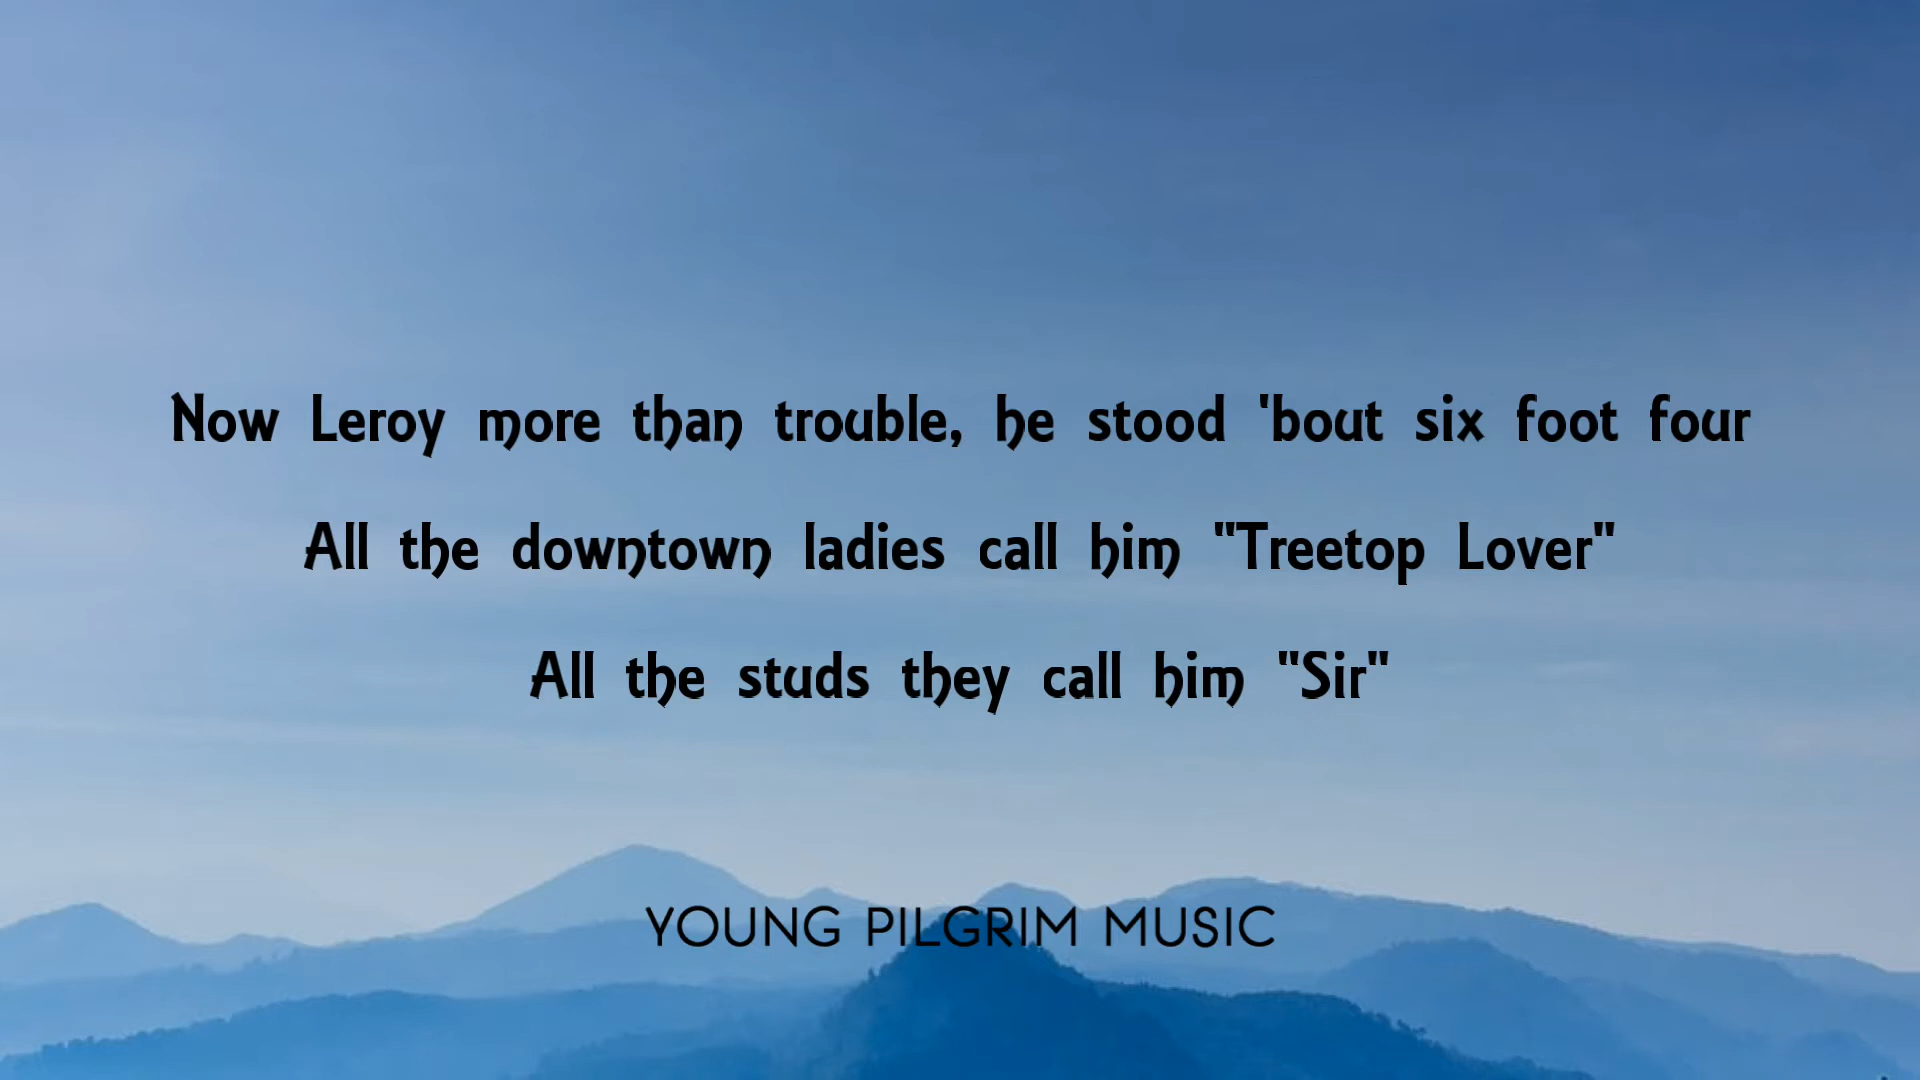 Now Leroy more than trouble, he stood 'bout six foot four
All the downtown ladies call him "Treetop Lover"
All the studs they call him "Sir"
YOUNG PILGRIM MUSIC